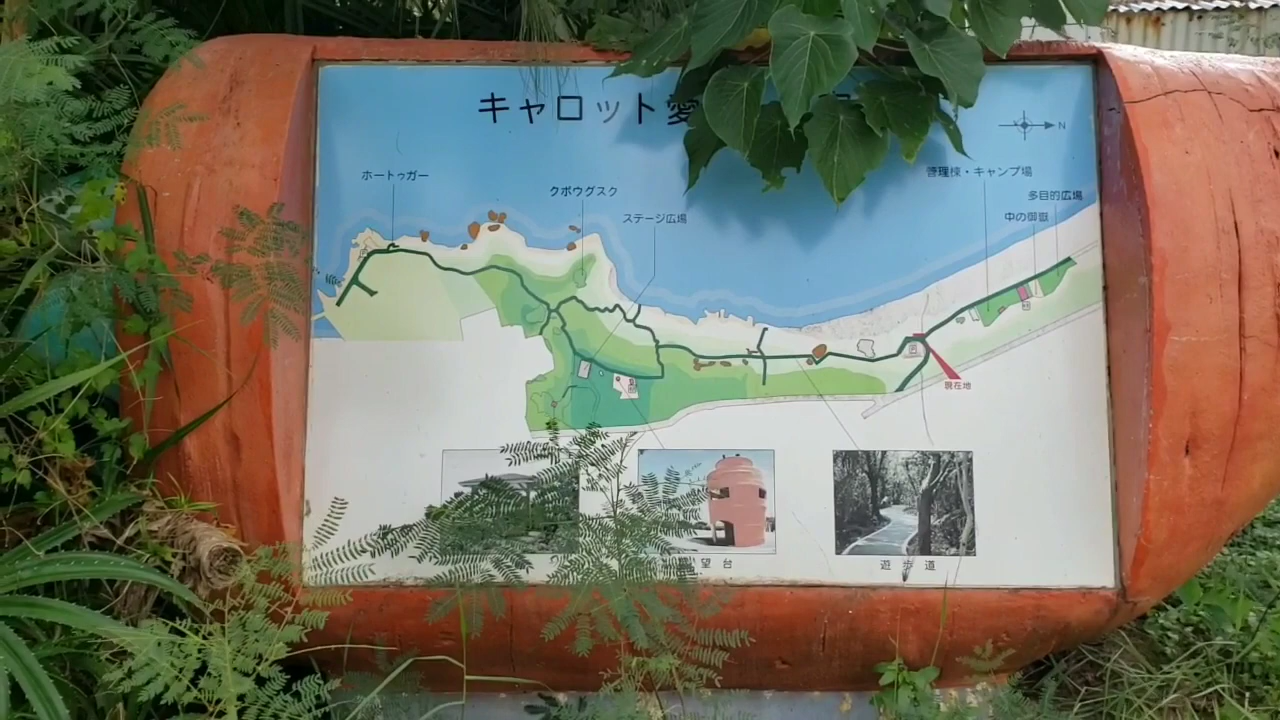 キャロット愛
N
ホートゥガー
クボウグスク
ステージ広場
管理棟・キャンプ場
多目的広場
中の御嶽
現在地
望台
遊歩道